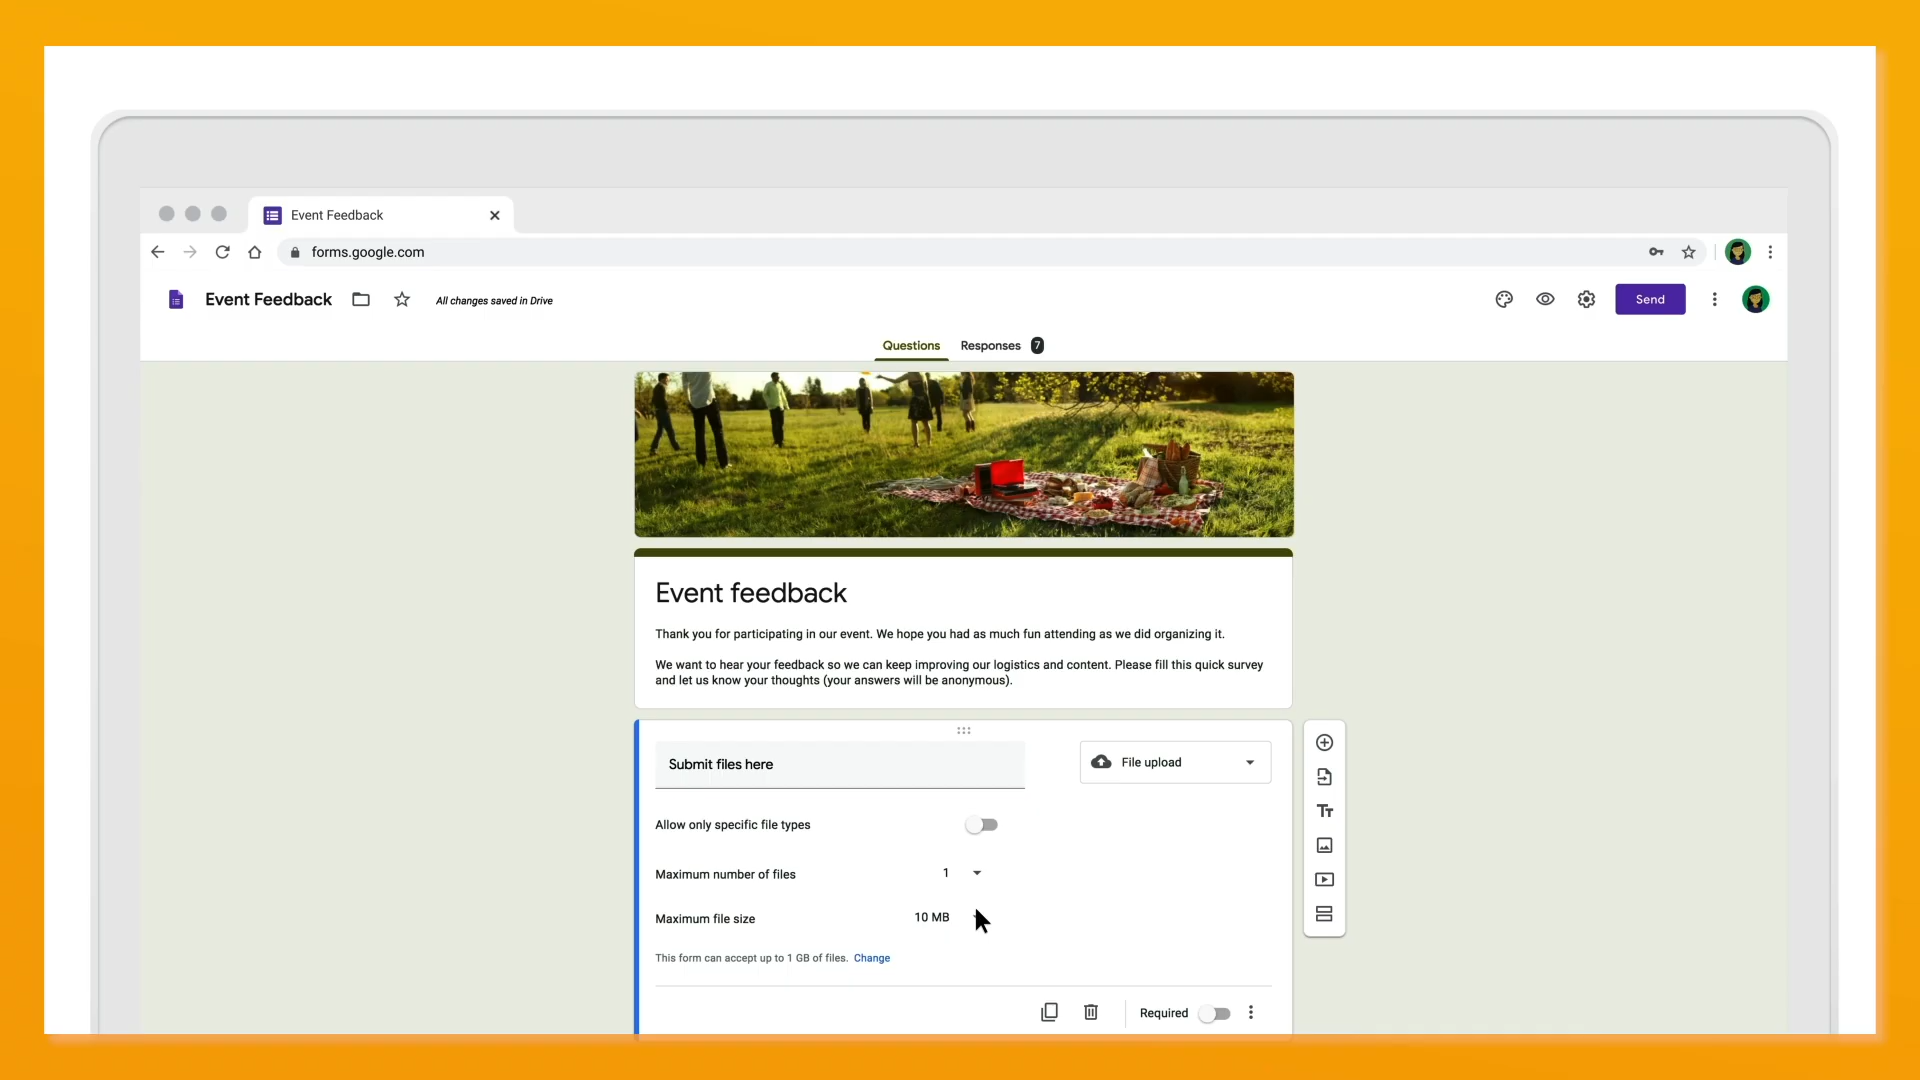 Event Feedback
forms.google.com
Event Feedback
All changes saved in Drive
Send
Questions
Responses 7
Event feedback
Thank you for participating in our event. We hope you had as much fun attending as we did organizing it.
We want to hear your feedback so we can keep improving our logistics and content. Please fill this quick survey
and let us know your thoughts (your answers will be anonymous).
Submit files here
File upload
Allow only specific file types
Maximum number of files 1
Maximum file size 10 MB
This form can accept up to 1 GB of files. Change
Required